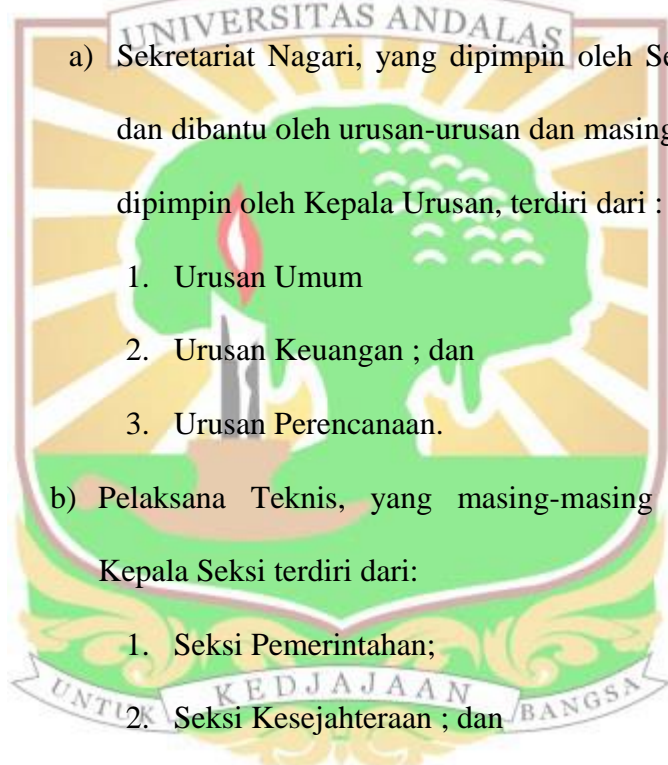 UNIVERSITAS ANDALAS
a) Sekretariat Nagari, yang dipimpin oleh
dan dibantu oleh urusan-urusan dan masing
dipimpin oleh Kepala Urusan, terdiri dari :
1. Urusan Umum
2. Urusan Keuangan ; dan
3. Urusan Perencanaan.
b) Pelaksana Teknis, yang masing-masing
Kepala Seksi terdiri dari:
1. Seksi Pemerintahan;
UNTUK KEDJAJAAN BANGSA
2. Seksi Kesejahteraan ; dan